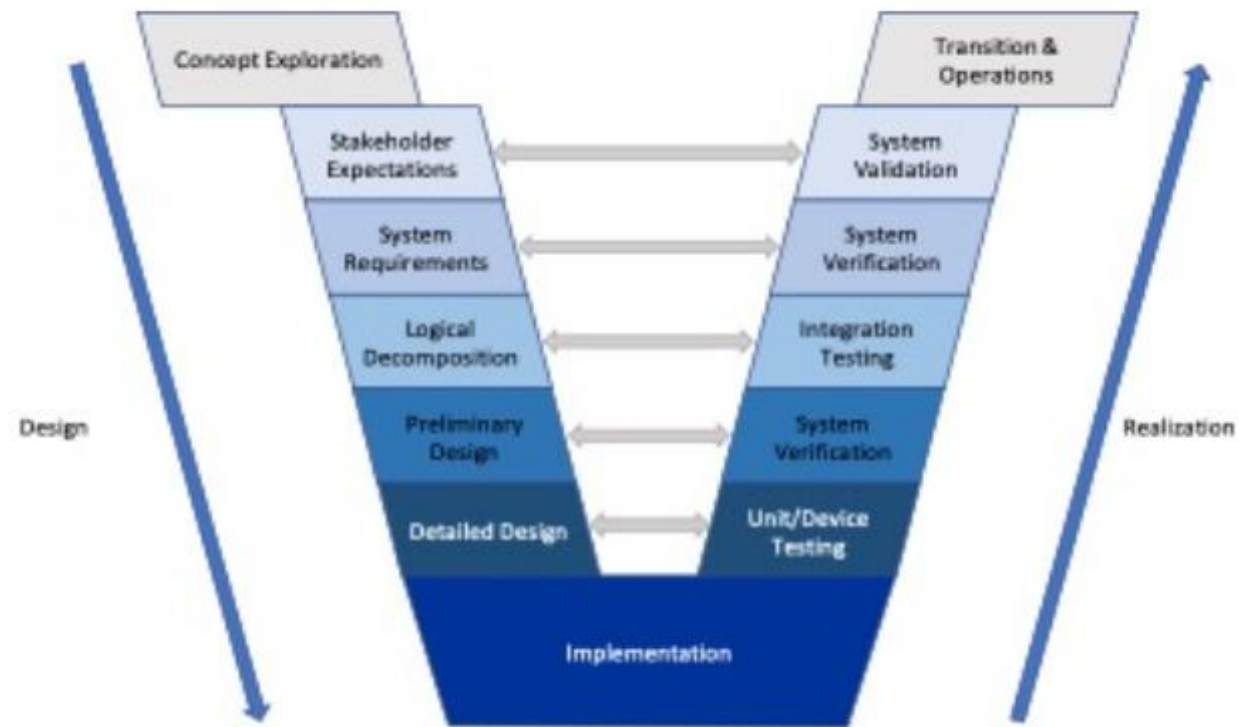 Concept Exploration
Transition &
Operations
Stakeholder
Expectations
System
Validation
System
Requirements
System
Verification
Logical
Decomposition
Integration
Testing
Design
Preliminary
Design
System
Verification
Realization
Detailed Design
Unit/Device
Testing
Implementation